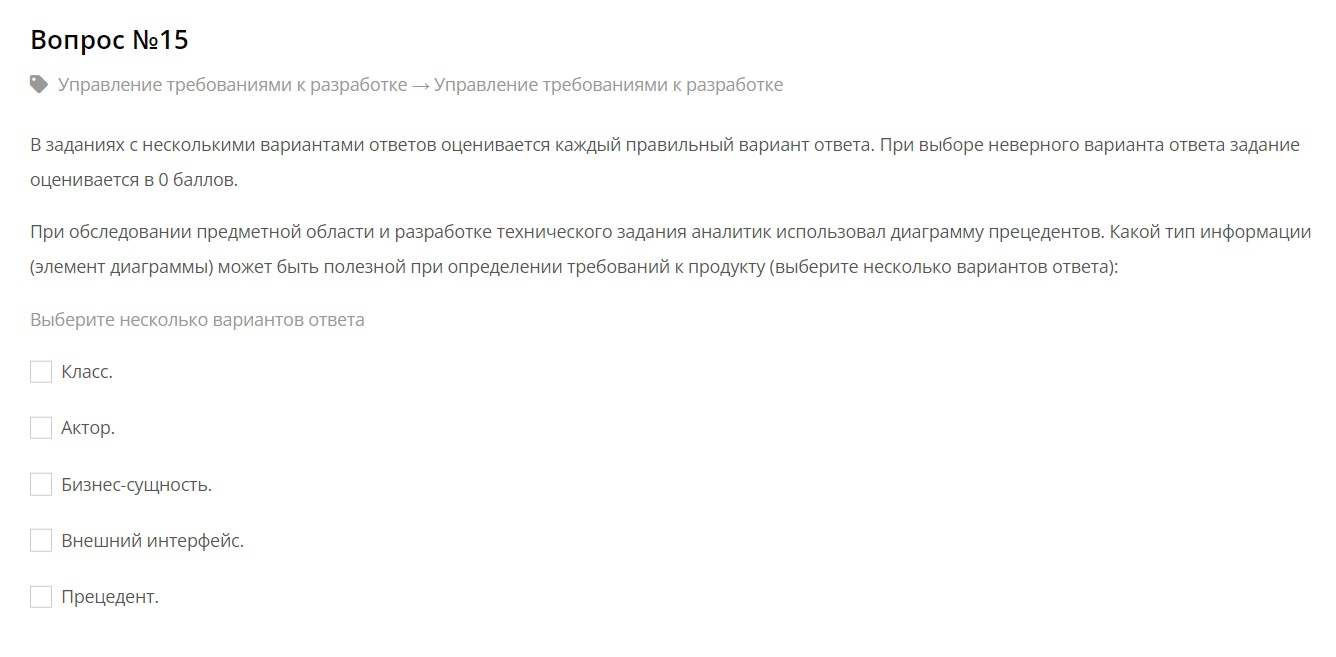 Вопрос №15
Управление требованиями к разработке → Управление требованиями к разработке
В заданиях с несколькими вариантами ответов оценивается каждый правильный вариант ответа. При выборе неверного варианта ответа задание
оценивается в 0 баллов.
При обследовании предметной области и разработке технического задания аналитик использовал диаграмму прецедентов. Какой тип информации
(элемент диаграммы) может быть полезной при определении требований к продукту (выберите несколько вариантов ответа):
Выберите несколько вариантов ответа
Класс.
Актор.
Бизнес-сущность.
Внешний интерфейс.
Прецедент.